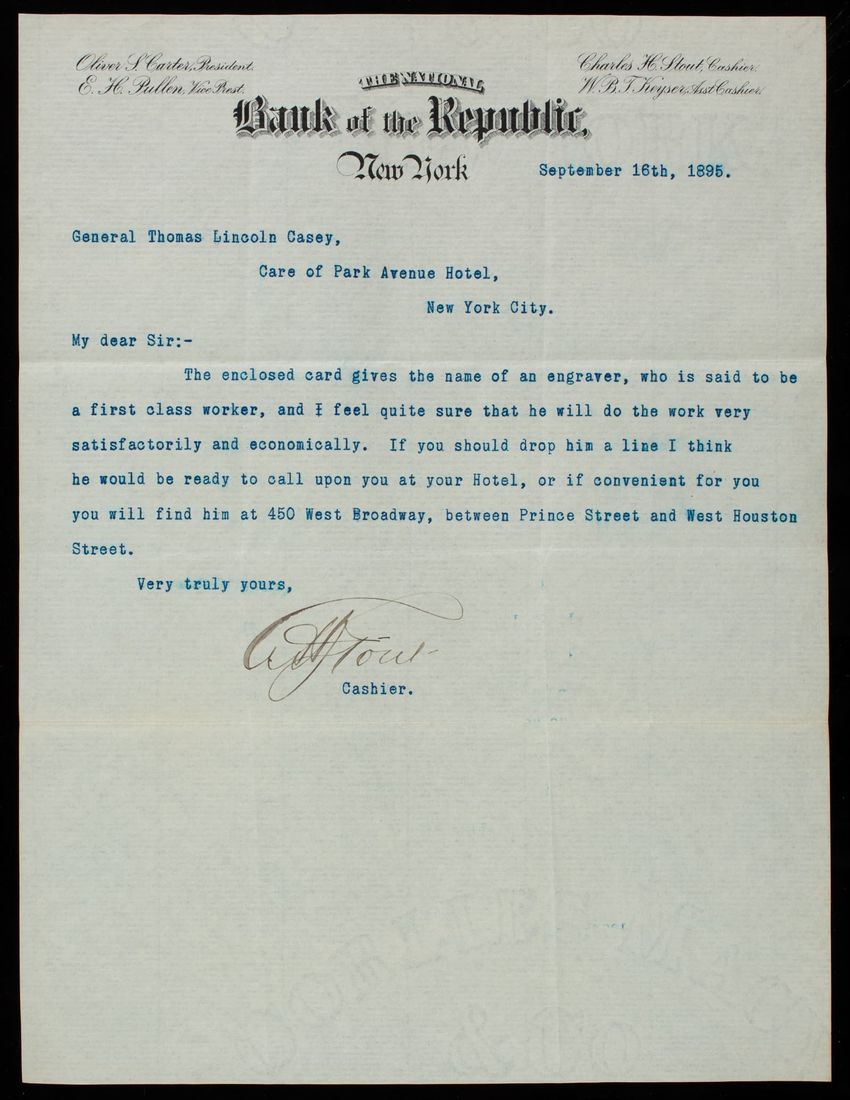 Oliver S. Carter, President.
E. H. Pullen, Vice Prest.
Charles H. Stout, Cashier.
W. B. T. Keyser, Asst Cashier.
THE NATIONAL
Bank of the Republic,
New York
September 16th, 1895.
General Thomas Lincoln Casey,
Care of Park Avenue Hotel,
New York City.
My dear Sir:-
The enclosed card gives the name of an engraver, who is said to be
a first class worker, and I feel quite sure that he will do the work very
satisfactorily and economically. If you should drop him a line I think
he would be ready to call upon you at your Hotel, or if convenient for you
you will find him at 450 West Broadway, between Prince Street and West Houston
Street.
Very truly yours,
C H Stout
Cashier.